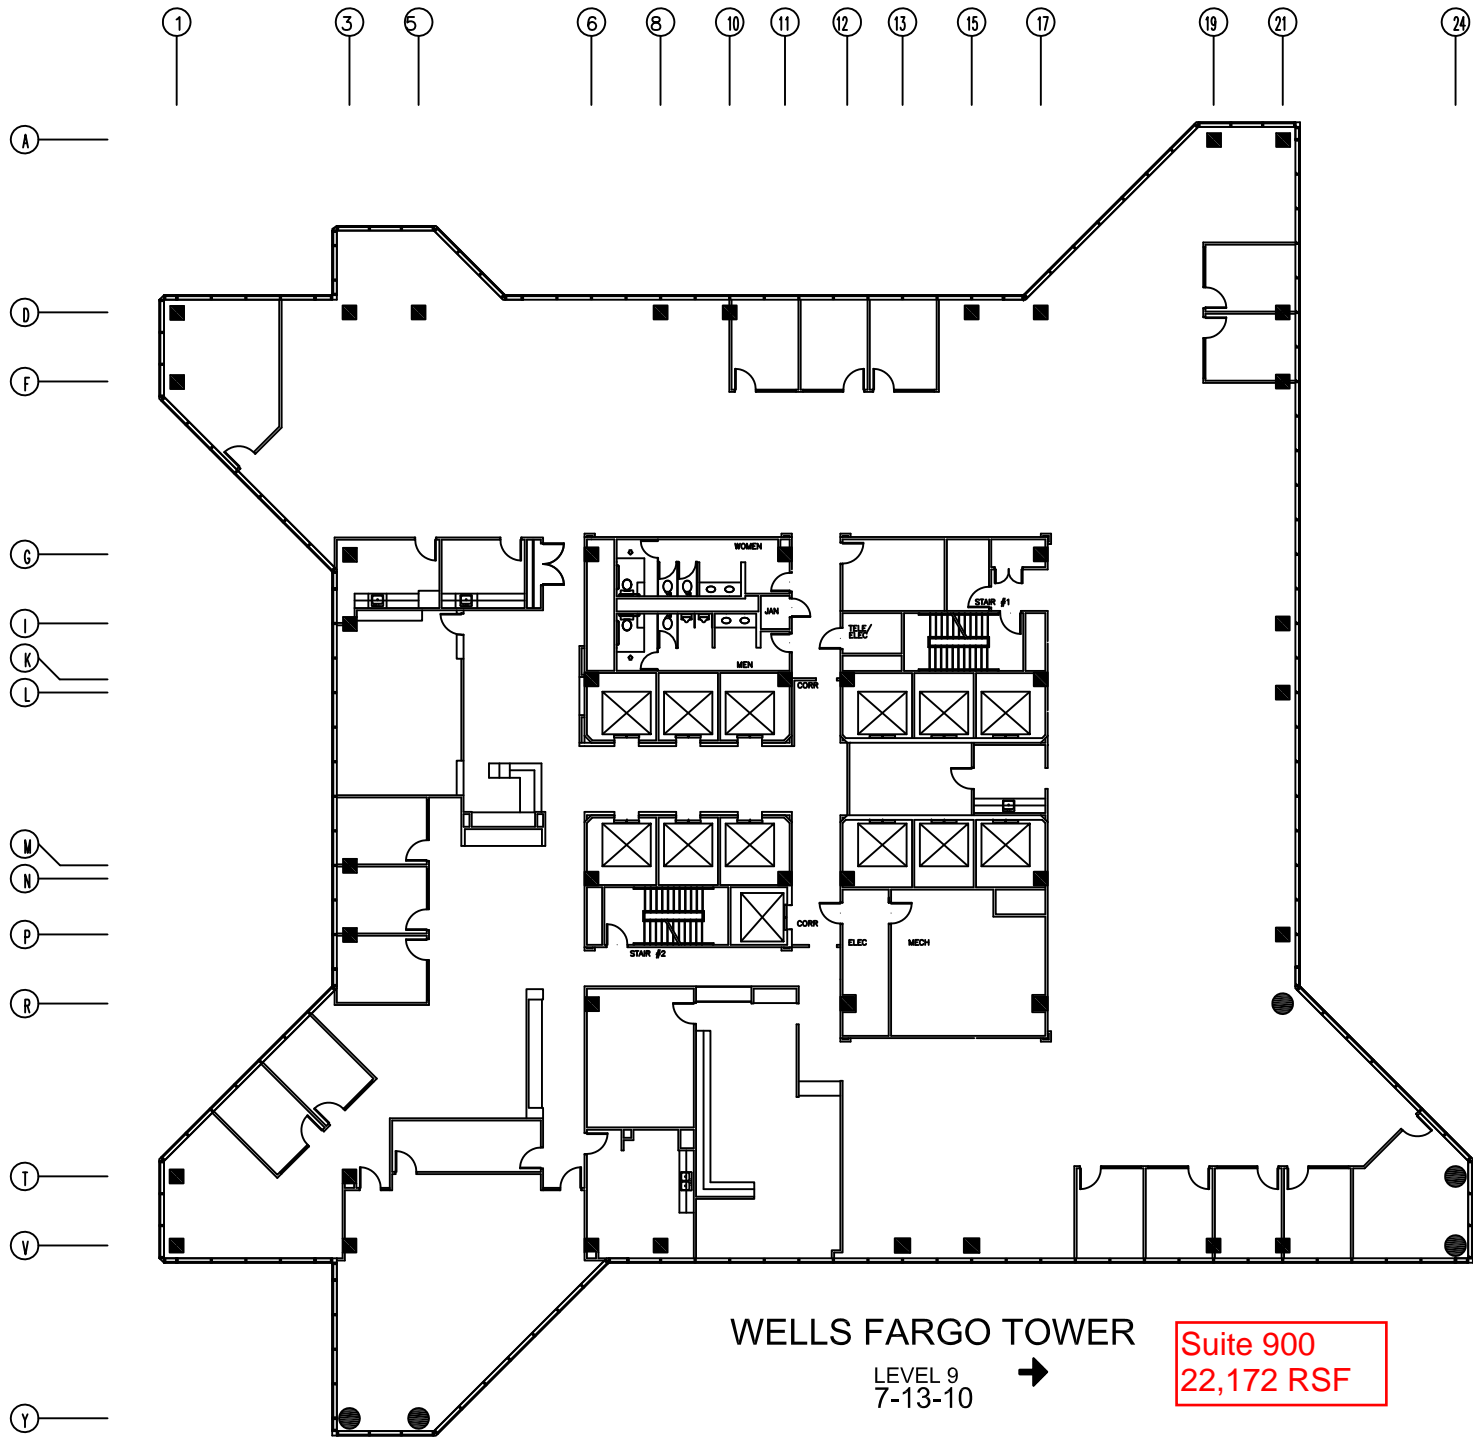 1 3 5 6 8 10 11 12 13 15 17 19 21 24
A
D
F
G
WOMEN
I
JAN
STAIR #1
TELE/
ELEC
K
MEN
L
CORR
M
N
P
CORR
ELEC
MECH
STAIR #2
R
T
V
WELLS FARGO TOWER
LEVEL 9
7-13-10
Suite 900
22,172 RSF
Y